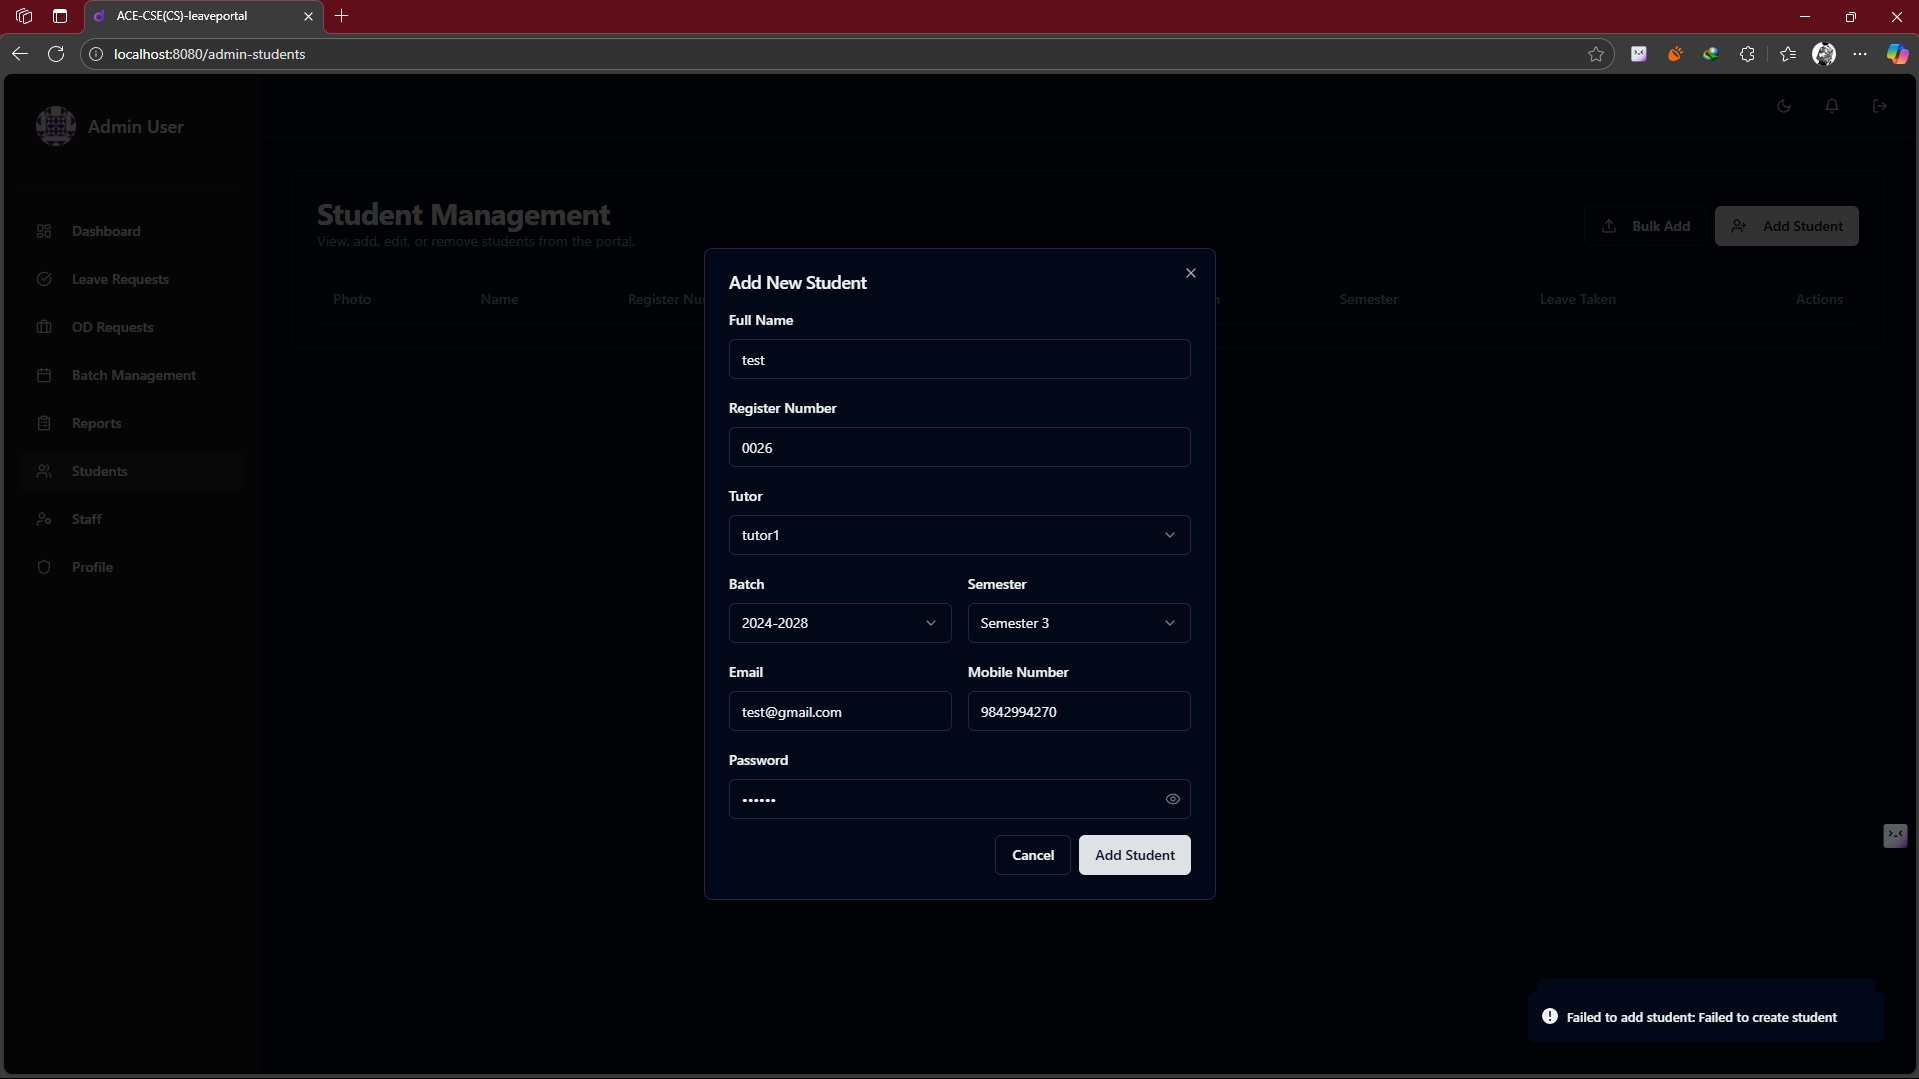 ACE-CSE(CS)-leaveportal
localhost:8080/admin-students
Admin User
Dashboard
Leave Requests
OD Requests
Batch Management
Reports
Students
Staff
Profile
Student Management
View, add, edit, or remove students from the portal.
Bulk Add
Add Student
Photo
Name
Register Nu
Semester
Leave Taken
Actions
Add New Student
Full Name
test
Register Number
0026
Tutor
tutor1
Batch
Semester
2024-2028
Semester 3
Email
Mobile Number
test@gmail.com
9842994270
Password
••••••
Cancel
Add Student
Failed to add student: Failed to create student